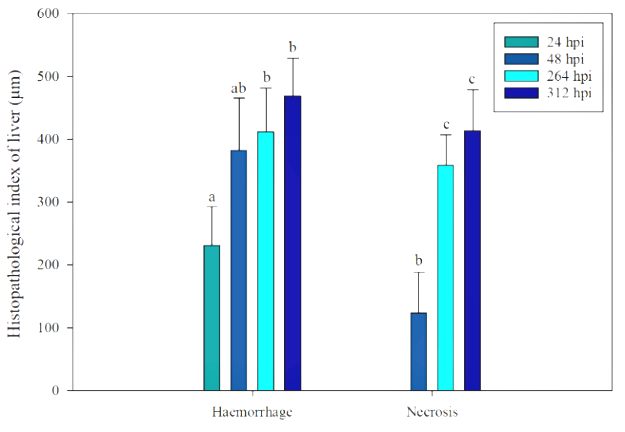 600
500
400
300
200
100
0
Histopathological index of liver (μm)
24 hpi
48 hpi
264 hpi
312 hpi
a
ab
b
b
b
c
c
Haemorrhage
Necrosis